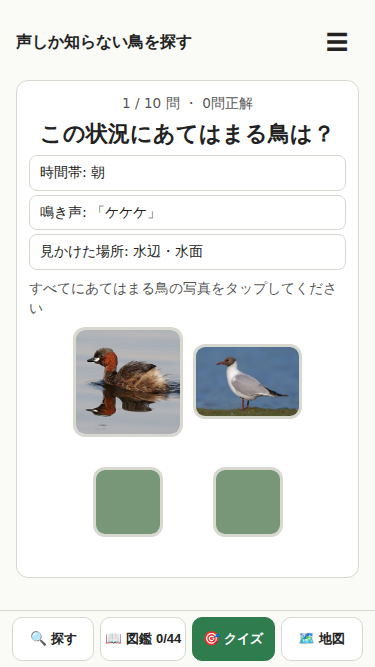 声しか知らない鳥を探す
1 / 10 問 ・ 0問正解
この状況にあてはまる鳥は？
時間帯: 朝
鳴き声: 「ケケケ」
見かけた場所: 水辺・水面
すべてにあてはまる鳥の写真をタップしてくださ
い
探す
図鑑 0/44
クイズ
地図